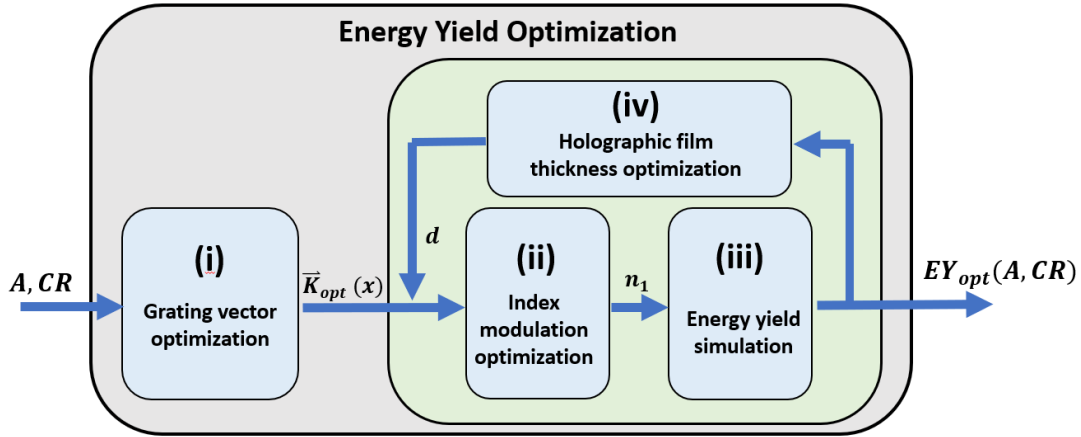 Energy Yield Optimization
(iv)
Holographic film
thickness optimization
d
A, CR
(i)
Grating vector
optimization
K⃗ₒₚₜ (x)
(ii)
Index
modulation
optimization
n₁
(iii)
Energy yield
simulation
EYₒₚₜ(A, CR)